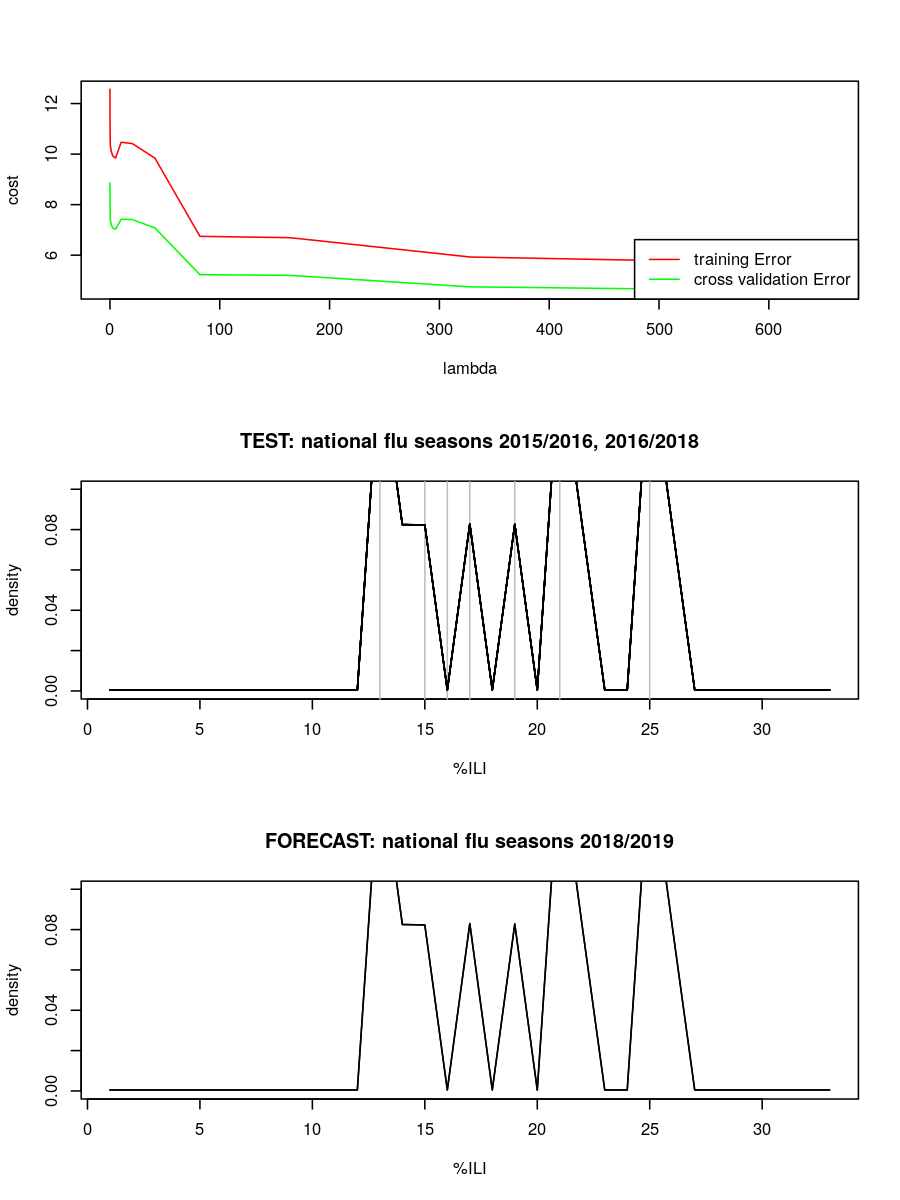 12
10
8
6
cost
training Error
cross validation Error
0 100 200 300 400 500 600
lambda
TEST: national flu seasons 2015/2016, 2016/2018
0.08
0.04
0.00
density
0 5 10 15 20 25 30
%ILI
FORECAST: national flu seasons 2018/2019
0.08
0.04
0.00
density
0 5 10 15 20 25 30
%ILI